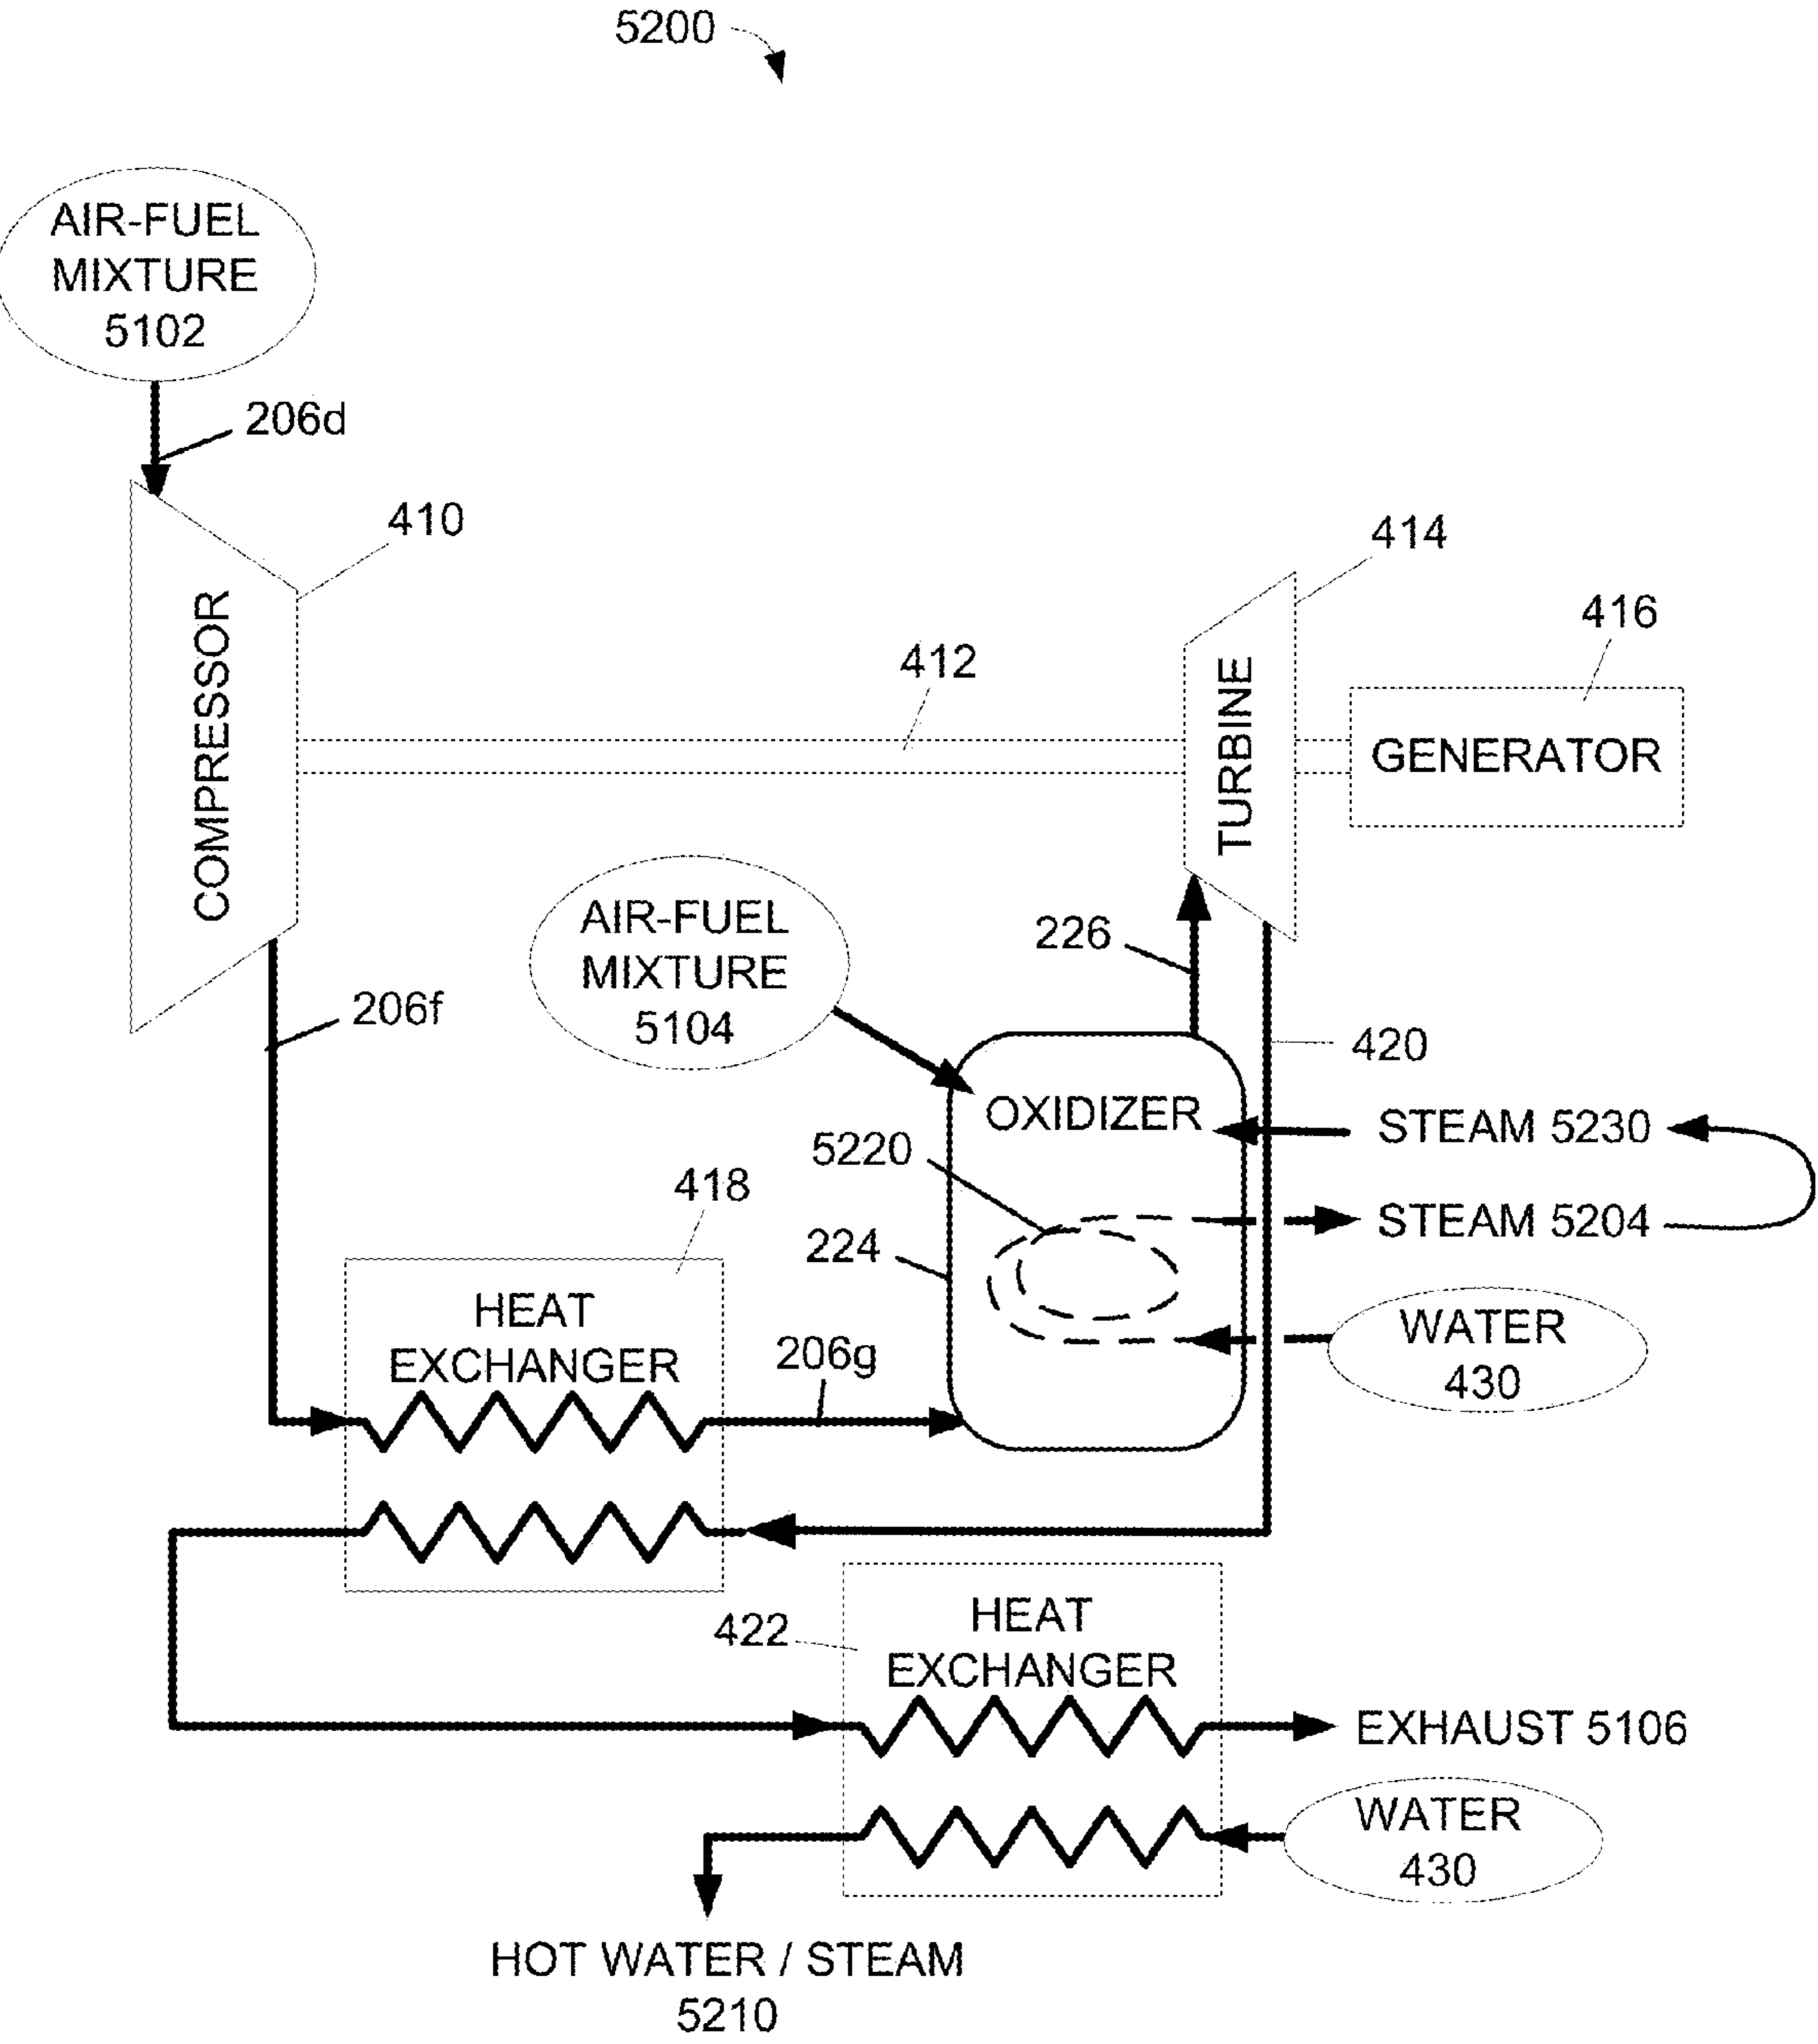 5200
AIR-FUEL
MIXTURE
5102
206d
410
414
416
412
COMPRESSOR
TURBINE
GENERATOR
AIR-FUEL
MIXTURE
5104
226
206f
420
OXIDIZER
STEAM 5230
5220
418
STEAM 5204
224
HEAT
EXCHANGER
WATER
430
206g
422
HEAT
EXCHANGER
EXHAUST 5106
WATER
430
HOT WATER / STEAM
5210